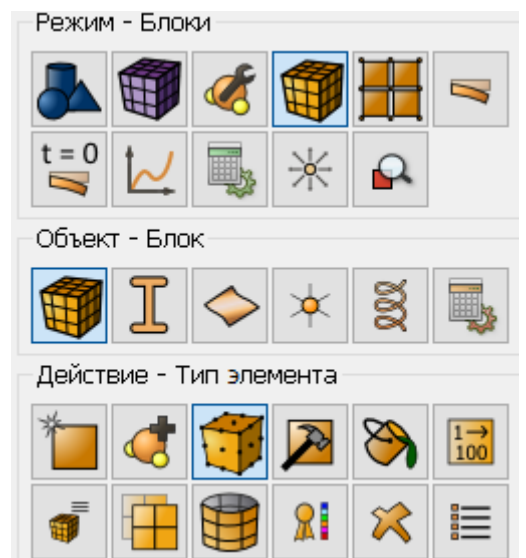 Режим - Блоки
t = 0
Объект - Блок
Действие - Тип элемента
1→
100